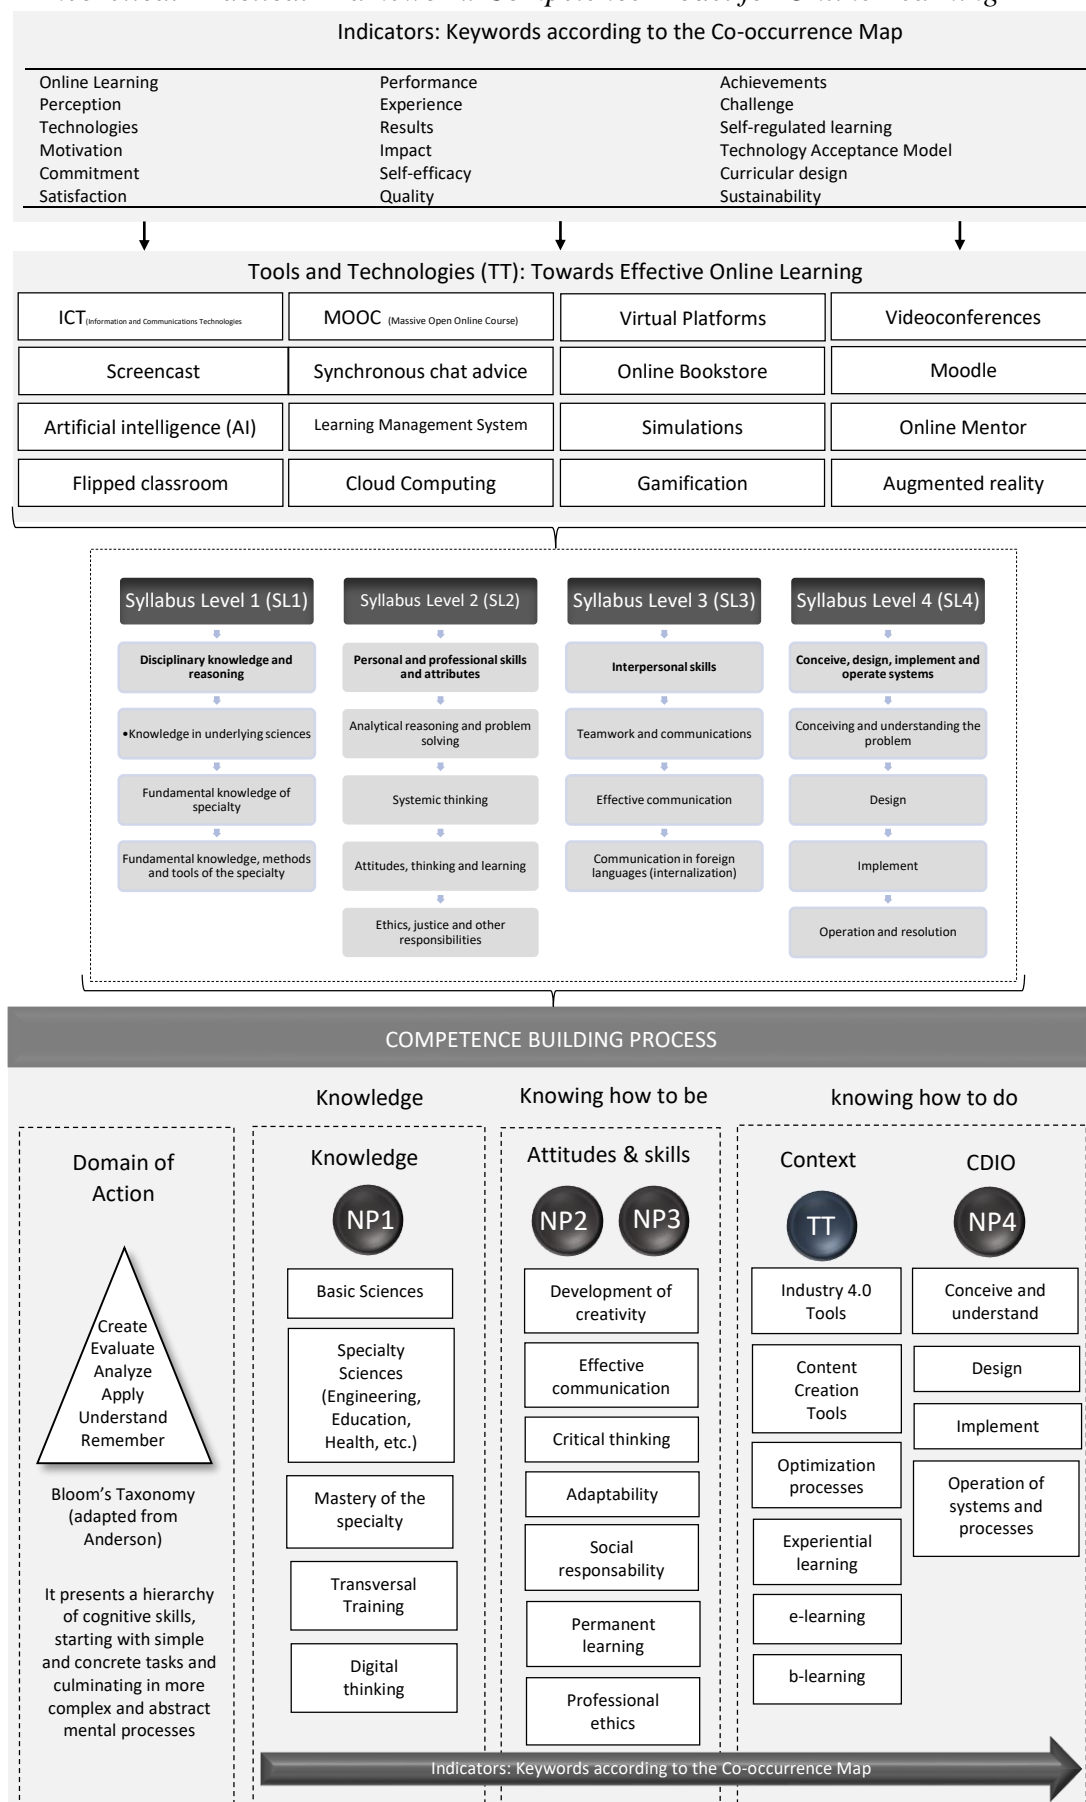 Indicators: Keywords according to the Co-occurrence Map
Online Learning
Perception
Technologies
Motivation
Commitment
Satisfaction
Performance
Experience
Results
Impact
Self-efficacy
Quality
Achievements
Challenge
Self-regulated learning
Technology Acceptance Model
Curricular design
Sustainability
Tools and Technologies (TT): Towards Effective Online Learning
ICT (Information and Communications Technologies
MOOC (Massive Open Online Course)
Virtual Platforms
Videoconferences
Screencast
Synchronous chat advice
Online Bookstore
Moodle
Artificial intelligence (AI)
Learning Management System
Simulations
Online Mentor
Flipped classroom
Cloud Computing
Gamification
Augmented reality
Syllabus Level 1 (SL1)
Disciplinary knowledge and
reasoning
•Knowledge in underlying sciences
Fundamental knowledge of
specialty
Fundamental knowledge, methods
and tools of the specialty
Syllabus Level 2 (SL2)
Personal and professional skills
and attributes
Analytical reasoning and problem
solving
Systemic thinking
Attitudes, thinking and learning
Ethics, justice and other
responsibilities
Syllabus Level 3 (SL3)
Interpersonal skills
Teamwork and communications
Effective communication
Communication in foreign
languages (internalization)
Syllabus Level 4 (SL4)
Conceive, design, implement and
operate systems
Conceiving and understanding the
problem
Design
Implement
Operation and resolution
COMPETENCE BUILDING PROCESS
Knowledge
Knowing how to be
knowing how to do
Domain of
Action
Create
Evaluate
Analyze
Apply
Understand
Remember
Bloom's Taxonomy
(adapted from
Anderson)
It presents a hierarchy
of cognitive skills,
starting with simple
and concrete tasks and
culminating in more
complex and abstract
mental processes
Knowledge
NP1
Basic Sciences
Specialty
Sciences
(Engineering,
Education,
Health, etc.)
Mastery of the
specialty
Transversal
Training
Digital
thinking
Attitudes & skills
NP2
NP3
Development of
creativity
Effective
communication
Critical thinking
Adaptability
Social
responsability
Permanent
learning
Professional
ethics
Context
TT
Industry 4.0
Tools
Content
Creation
Tools
Optimization
processes
Experiential
learning
e-learning
b-learning
CDIO
NP4
Conceive and
understand
Design
Implement
Operation of
systems and
processes
Indicators: Keywords according to the Co-occurrence Map